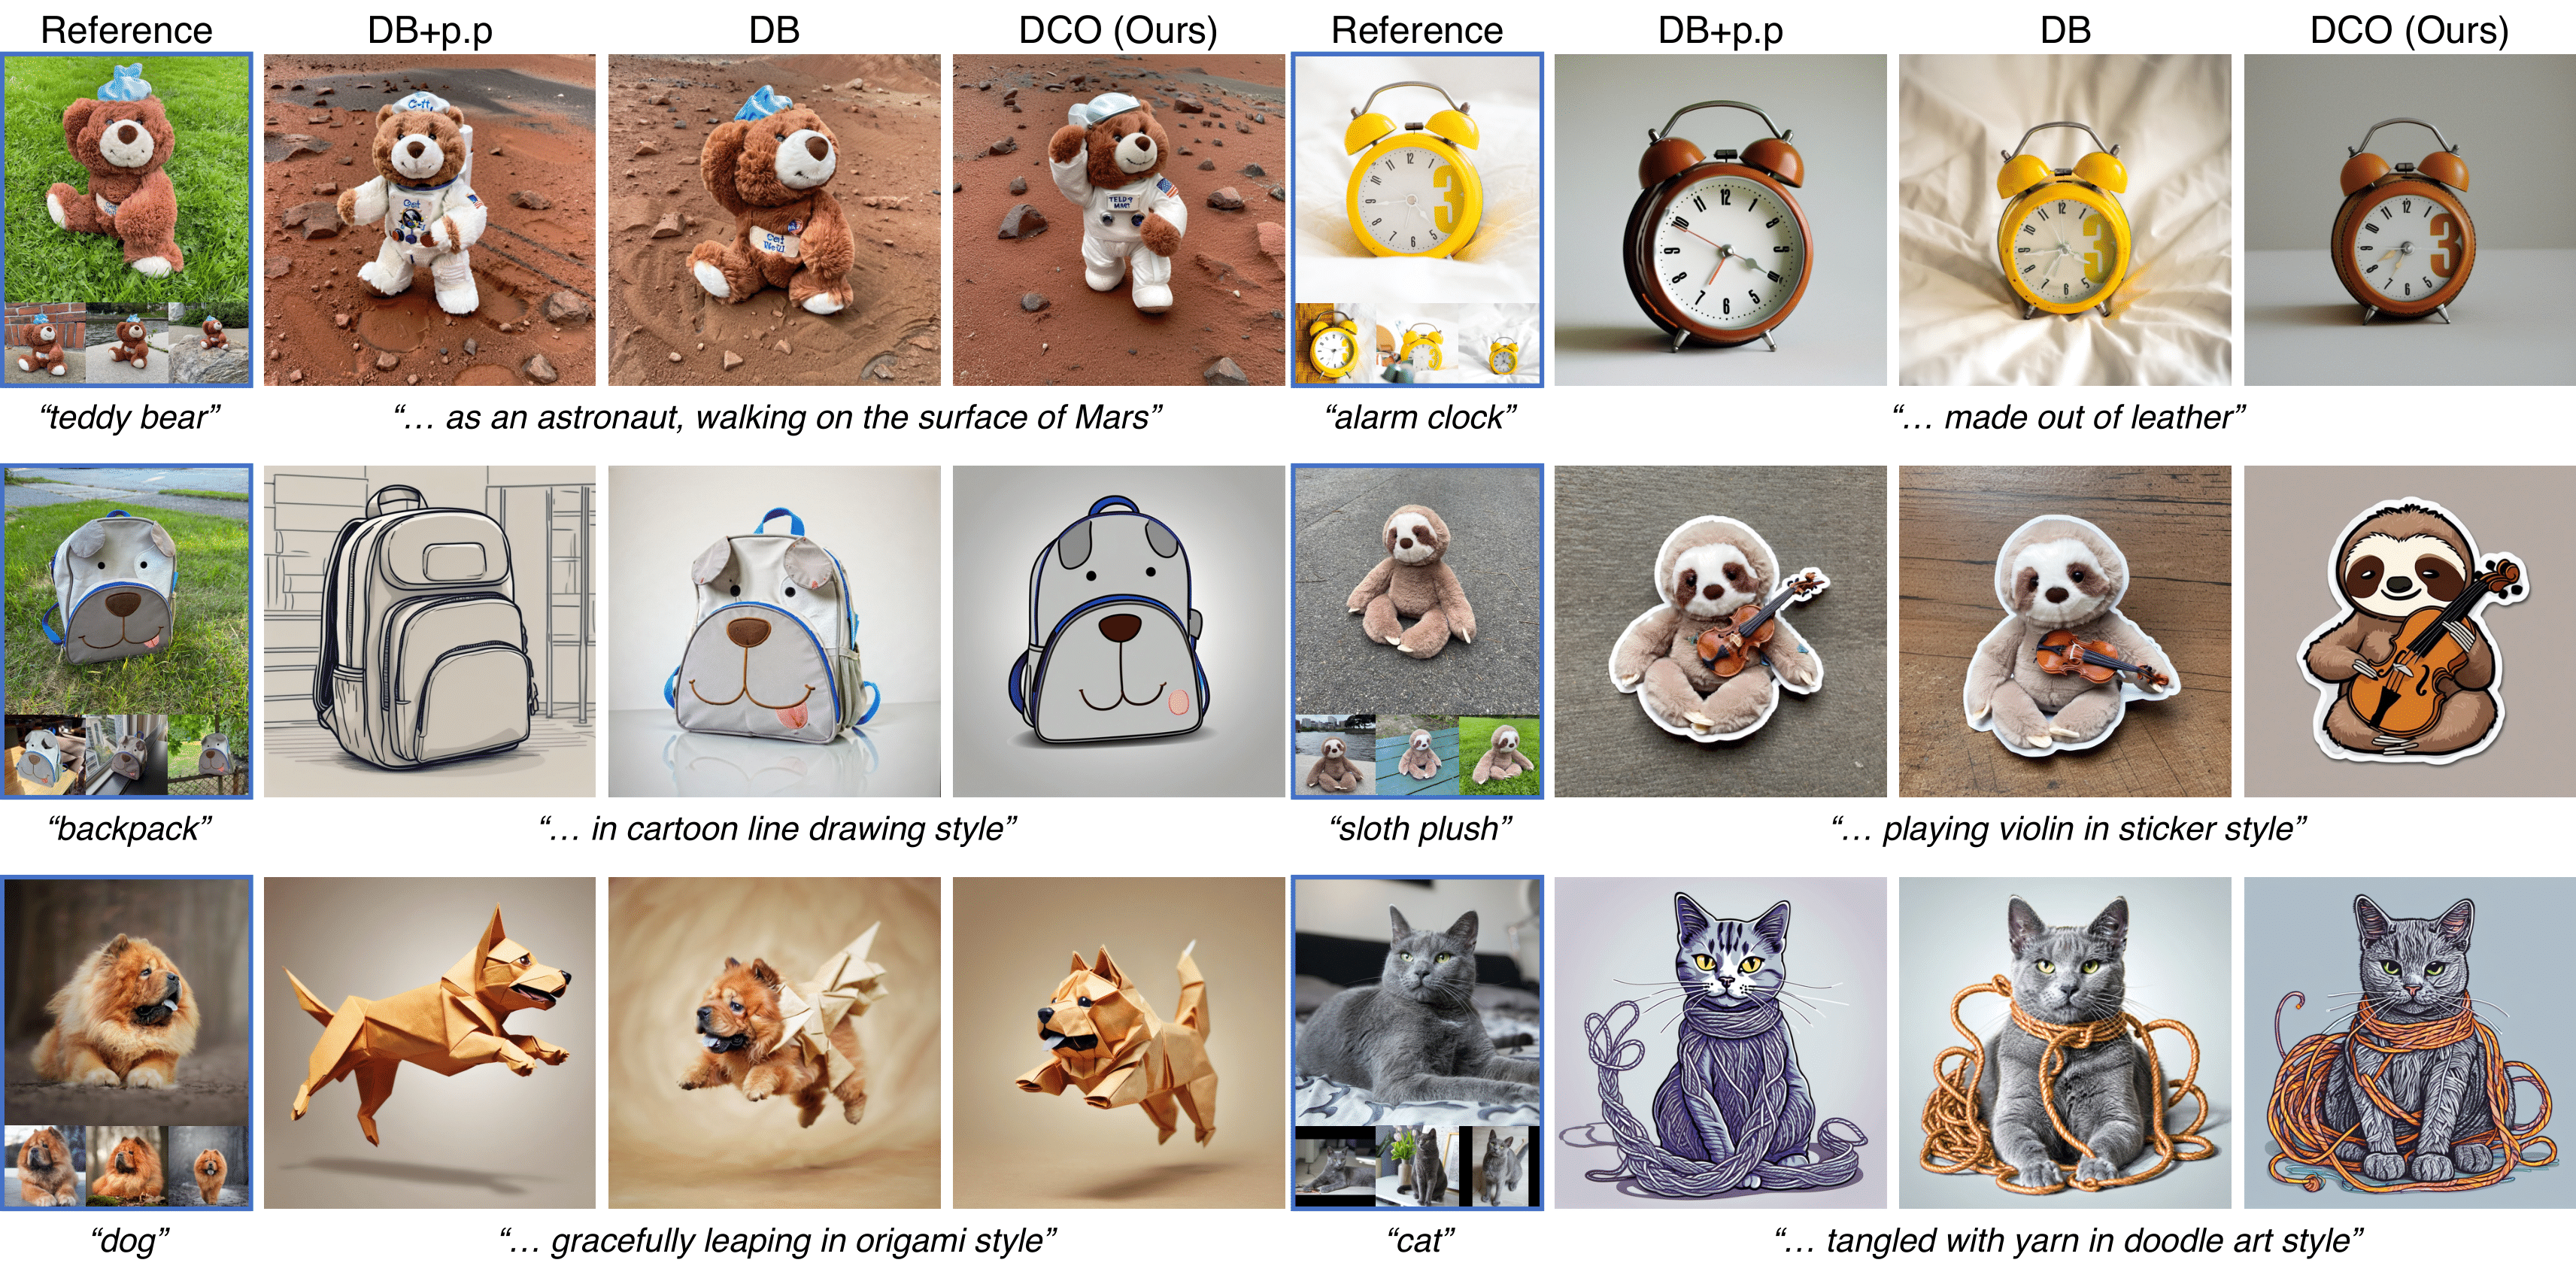 Reference DB+p.p DB DCO (Ours) Reference DB+p.p DB DCO (Ours)
“teddy bear” “… as an astronaut, walking on the surface of Mars” “alarm clock” “… made out of leather”
“backpack” “… in cartoon line drawing style” “sloth plush” “… playing violin in sticker style”
“dog” “… gracefully leaping in origami style” “cat” “… tangled with yarn in doodle art style”